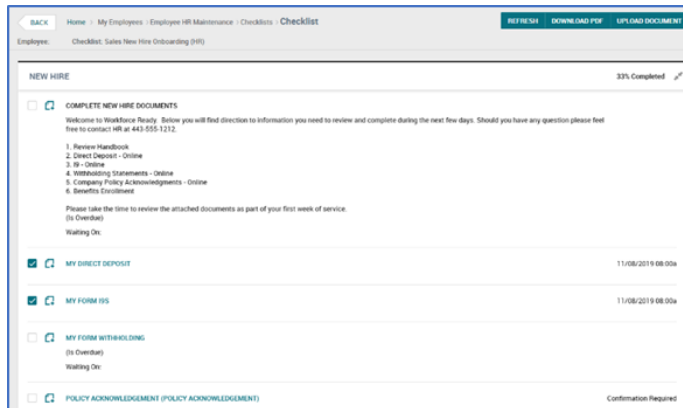 BACK
Home / My Employees › Employee HR Maintenance › Checklists › Checklist
REFRESH DOWNLOAD PDF UPLOAD DOCUMENT
Employee: Checklist: Sales New Hire Onboarding (HR)
NEW HIRE 33% Completed
COMPLETE NEW HIRE DOCUMENTS
Welcome to Workforce Ready. Below you will find direction to information you need to review and complete during the next few days. Should you have any question please feel
free to contact HR at 443-555-1212.
1. Review Handbook
2. Direct Deposit - Online
3. I9 - Online
4. Withholding Statements - Online
5. Company Policy Acknowledgments - Online
6. Benefits Enrollment
Please take the time to review the attached documents as part of your first week of service.
(Is Overdue)
Waiting On:
MY DIRECT DEPOSIT 11/08/2019 08:00a
MY FORM I9S 11/08/2019 08:00a
MY FORM WITHHOLDING
(Is Overdue)
Waiting On:
POLICY ACKNOWLEDGEMENT (POLICY ACKNOWLEDGEMENT) Confirmation Required